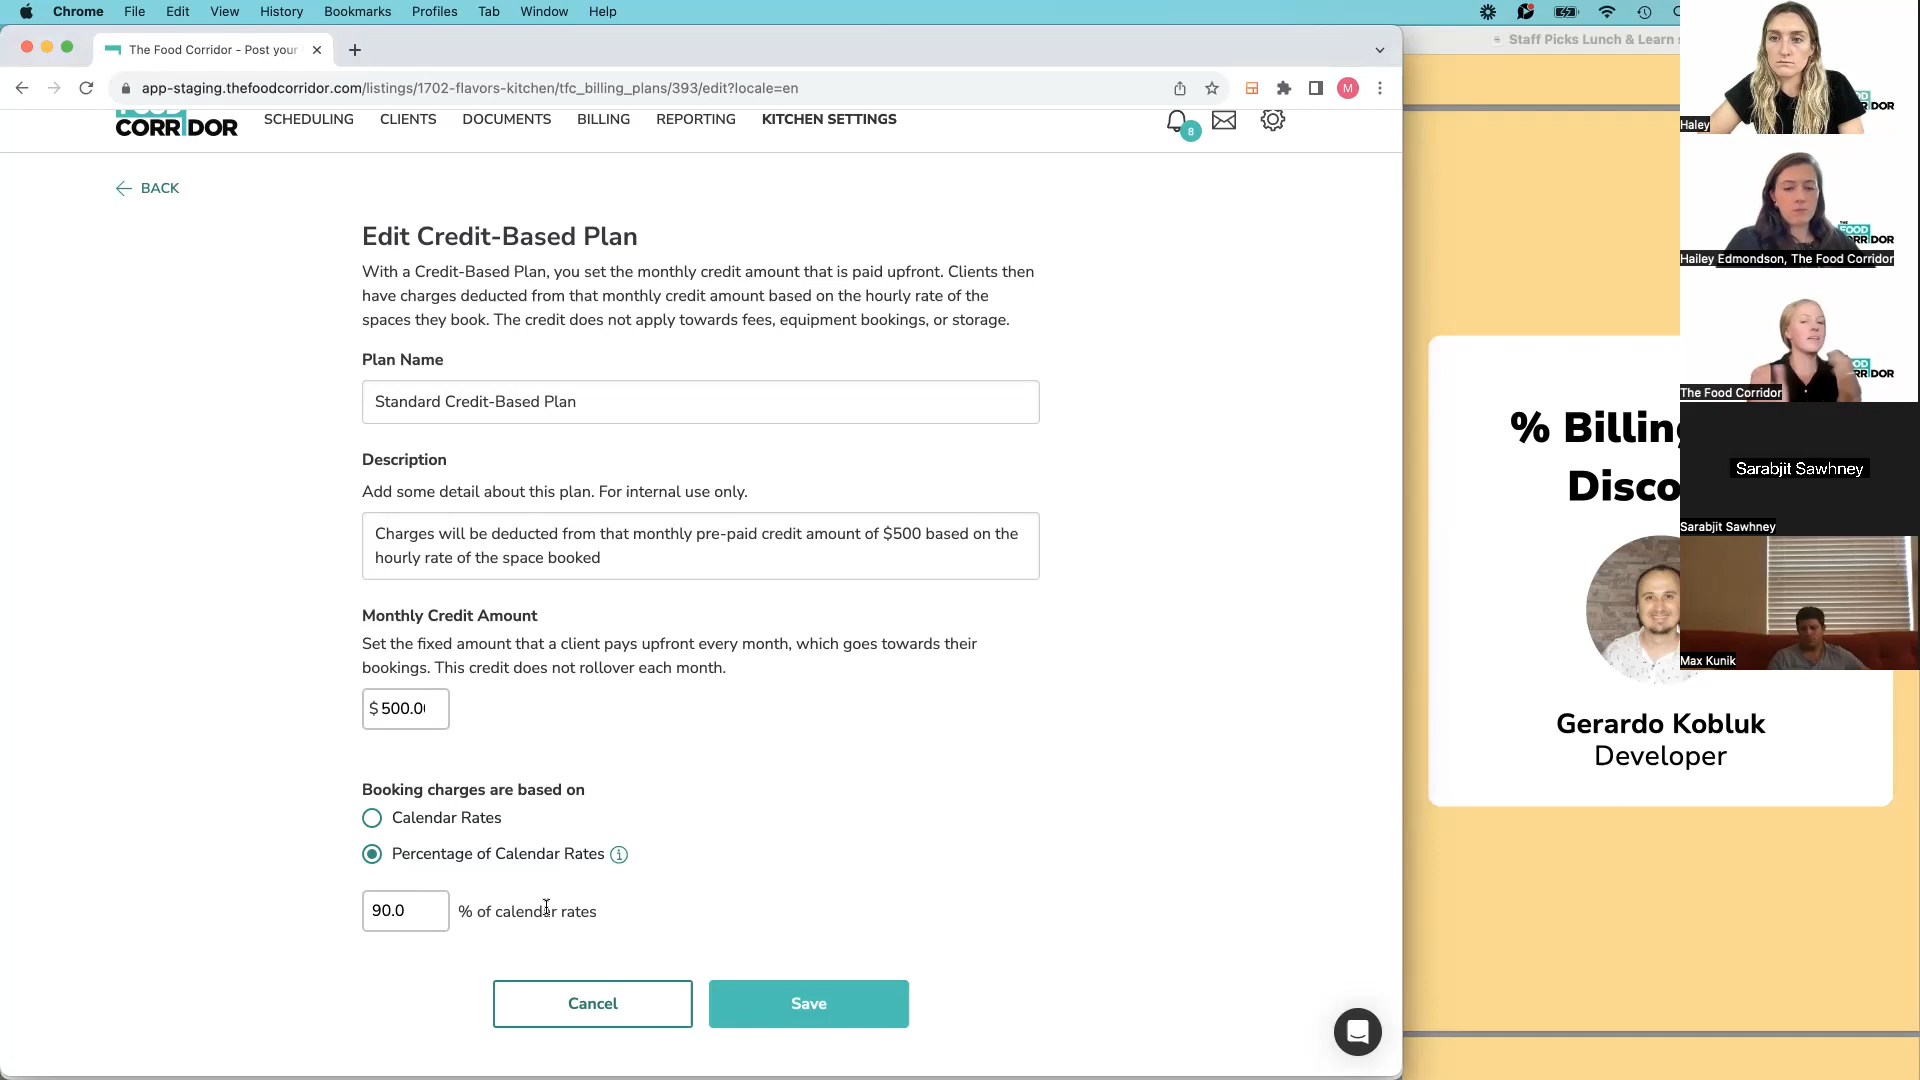 Chrome File Edit View History Bookmarks Profiles Tab Window Help
Staff Picks Lunch & Learn
The Food Corridor - Post your
app-staging.thefoodcorridor.com/listings/1702-flavors-kitchen/tfc_billing_plans/393/edit?locale=en
M
CORRIDOR
SCHEDULING CLIENTS DOCUMENTS BILLING REPORTING KITCHEN SETTINGS
8
BACK
Edit Credit-Based Plan
With a Credit-Based Plan, you set the monthly credit amount that is paid upfront. Clients then
have charges deducted from that monthly credit amount based on the hourly rate of the
spaces they book. The credit does not apply towards fees, equipment bookings, or storage.
Plan Name
Standard Credit-Based Plan
Description
Add some detail about this plan. For internal use only.
Charges will be deducted from that monthly pre-paid credit amount of $500 based on the
hourly rate of the space booked
Monthly Credit Amount
Set the fixed amount that a client pays upfront every month, which goes towards their
bookings. This credit does not rollover each month.
$ 500.0
Booking charges are based on
Calendar Rates
Percentage of Calendar Rates
90.0 % of calendar rates
Cancel Save
Haley
Hailey Edmondson, The Food Corridor
The Food Corridor
Sarabjit Sawhney
Sarabjit Sawhney
Max Kunik
% Billin
Disco
Gerardo Kobluk
Developer